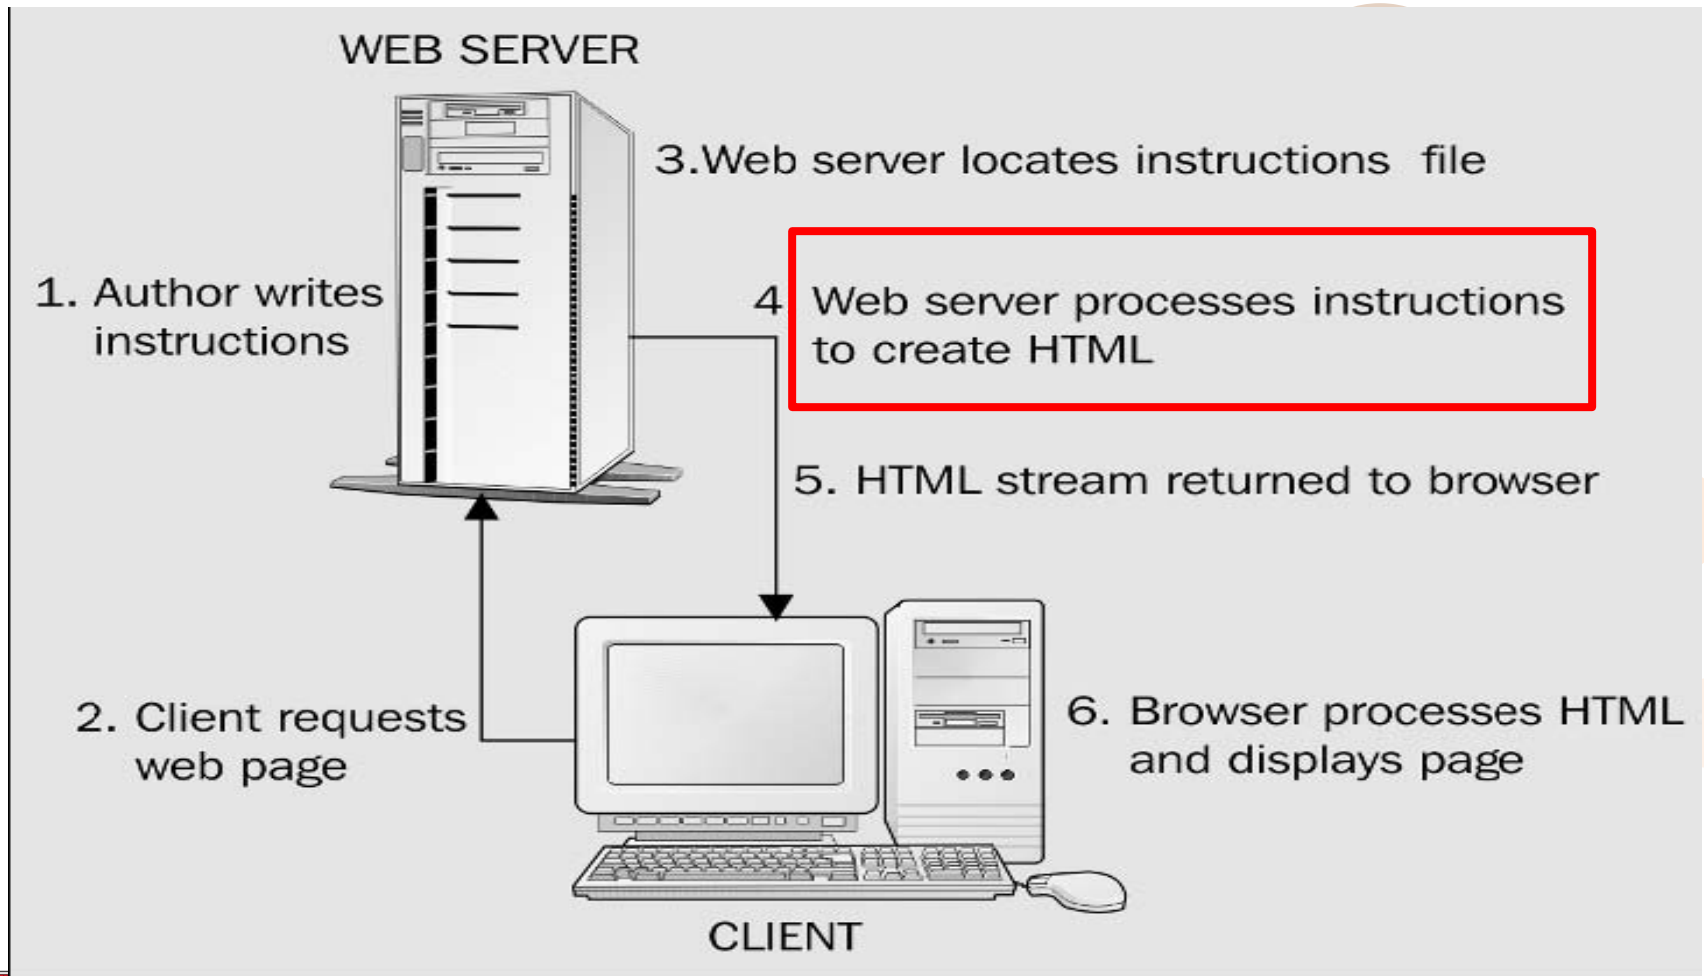 WEB SERVER
3.Web server locates instructions file
1. Author writes
instructions
4 Web server processes instructions
to create HTML
5. HTML stream returned to browser
2. Client requests
web page
6. Browser processes HTML
and displays page
CLIENT